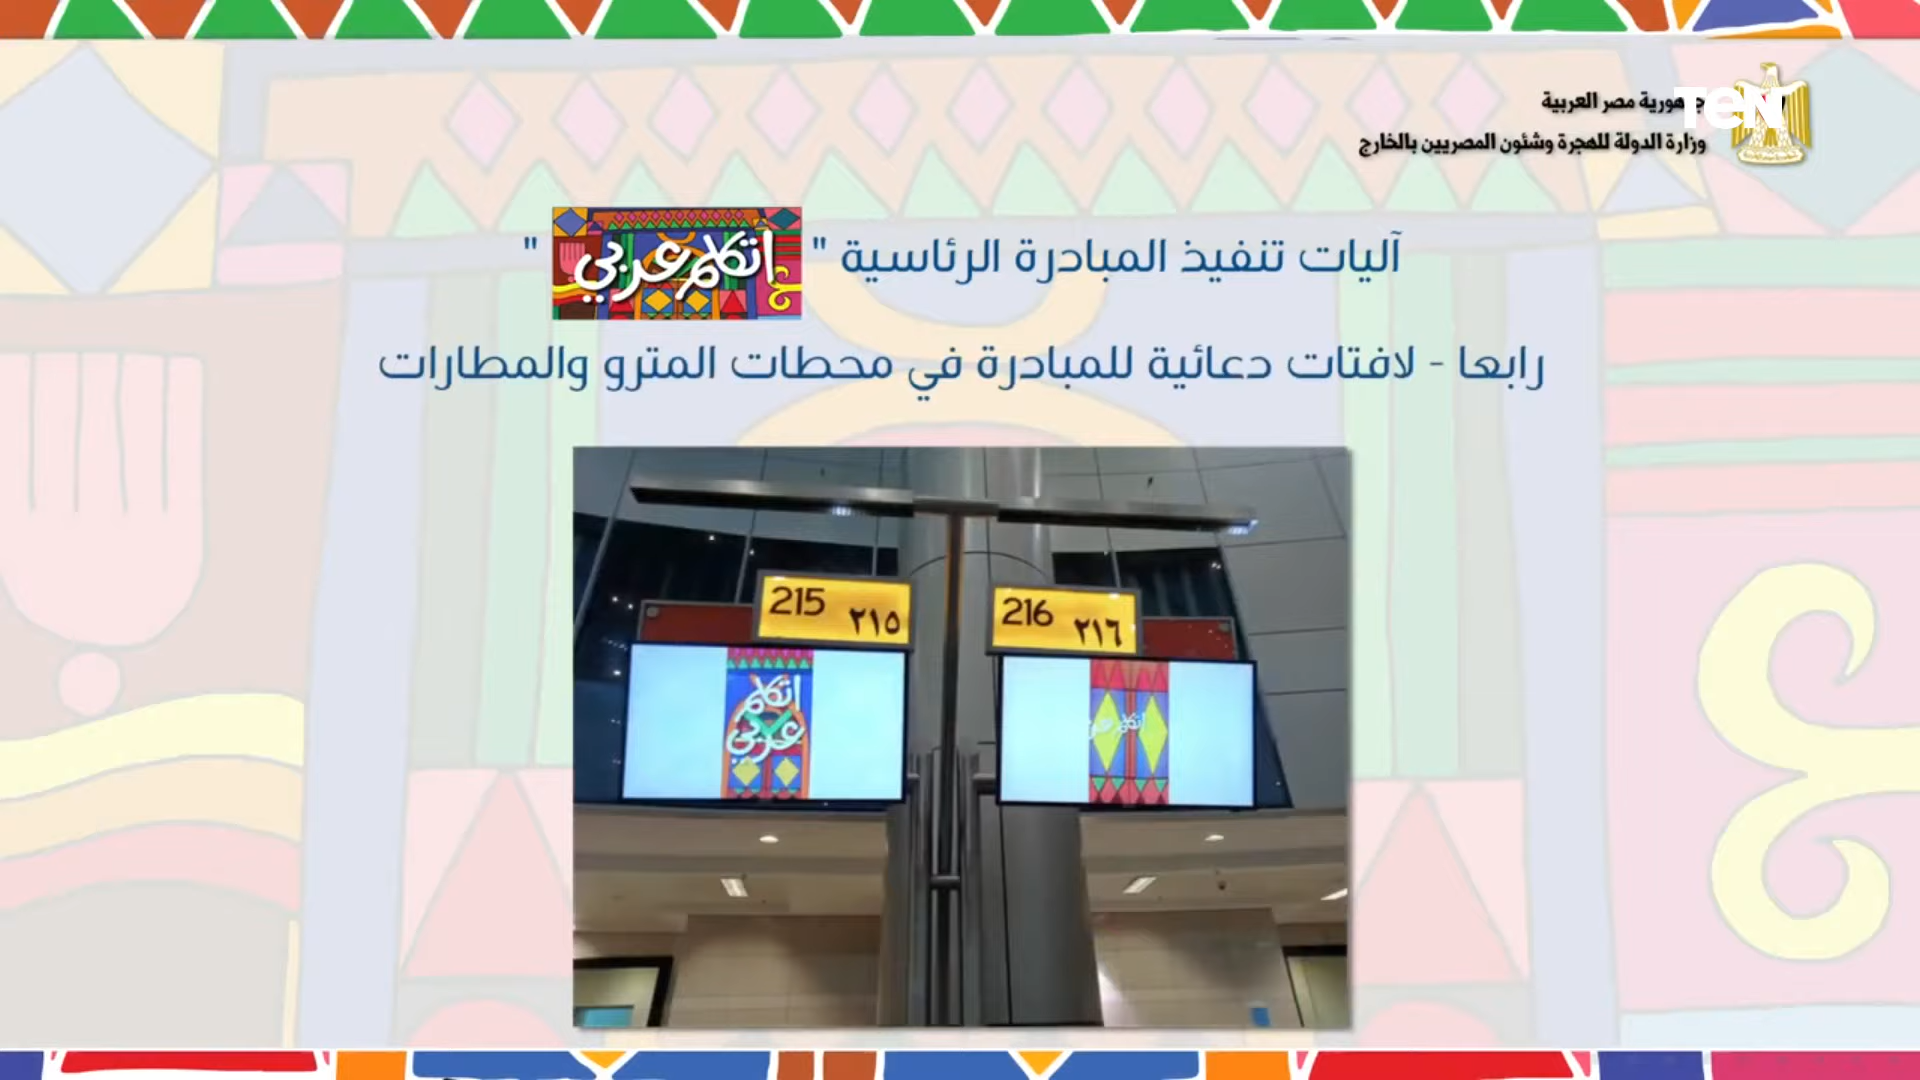 جمهورية مصر العربية
TeN
وزارة الدولة للهجرة وشئون المصريين بالخارج
آليات تنفيذ المبادرة الرئاسية " اتكلم عربي "
رابعا - لافتات دعائية للمبادرة في محطات المترو والمطارات
215 ٢١٥
216 ٢١٦
اتكلم
عربي
اتكلم عربي